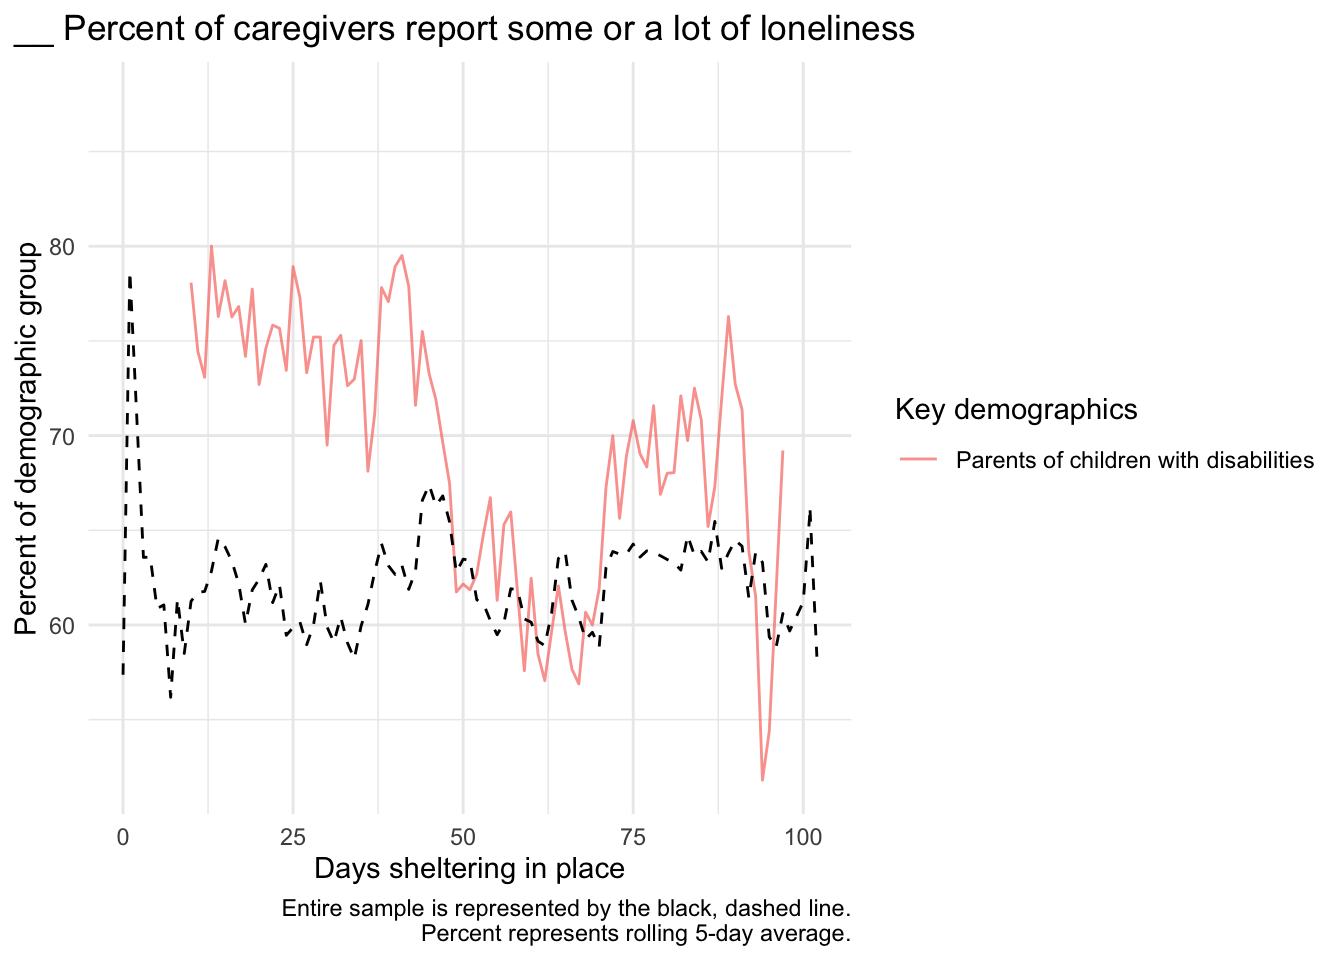 __ Percent of caregivers report some or a lot of loneliness
Percent of demographic group
80
70
60
0 25 50 75 100
Days sheltering in place
Key demographics
Parents of children with disabilities
Entire sample is represented by the black, dashed line.
Percent represents rolling 5-day average.